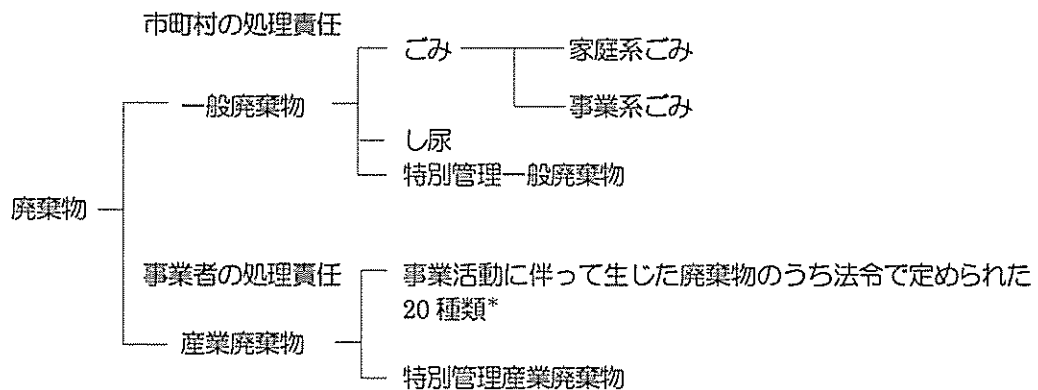 市町村の処理責任
ごみ
家庭系ごみ
一般廃棄物
事業系ごみ
し尿
特別管理一般廃棄物
廃棄物
事業者の処理責任
事業活動に伴って生じた廃棄物のうち法令で定められた
20 種類*
産業廃棄物
特別管理産業廃棄物